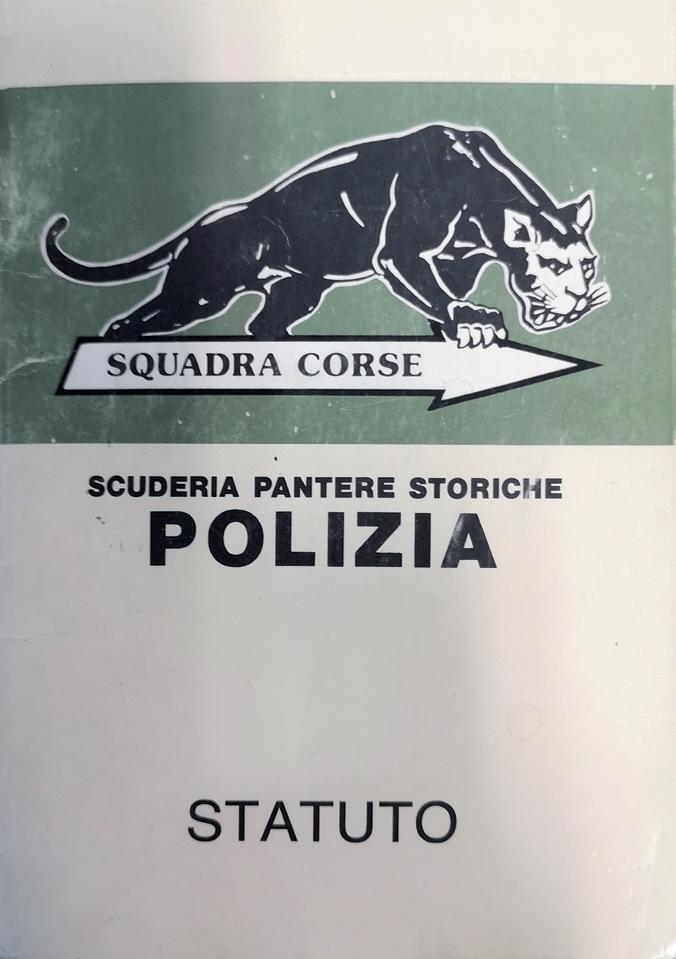 SQUADRA CORSE
SCUDERIA PANTERE STORICHE
POLIZIA
STATUTO